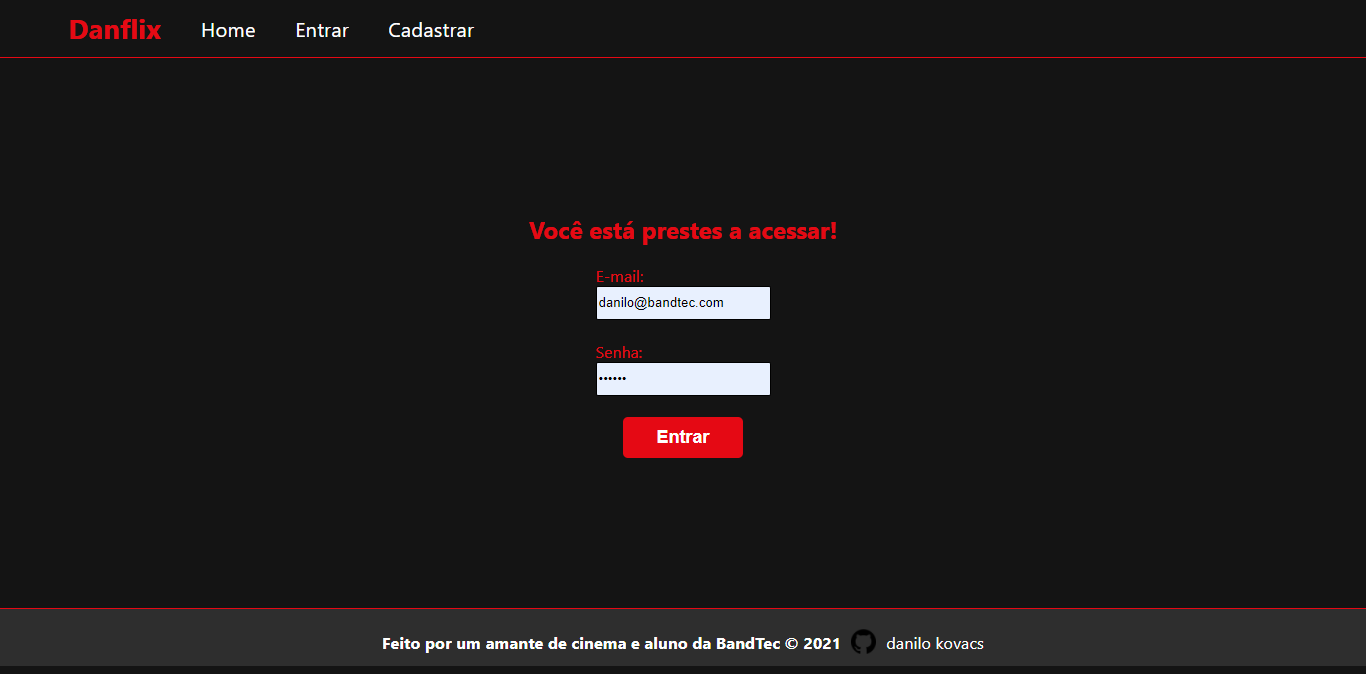 Danflix Home Entrar Cadastrar
Você está prestes a acessar!
E-mail:
danilo@bandtec.com
Senha:
••••••
Entrar
Feito por um amante de cinema e aluno da BandTec © 2021 danilo kovacs